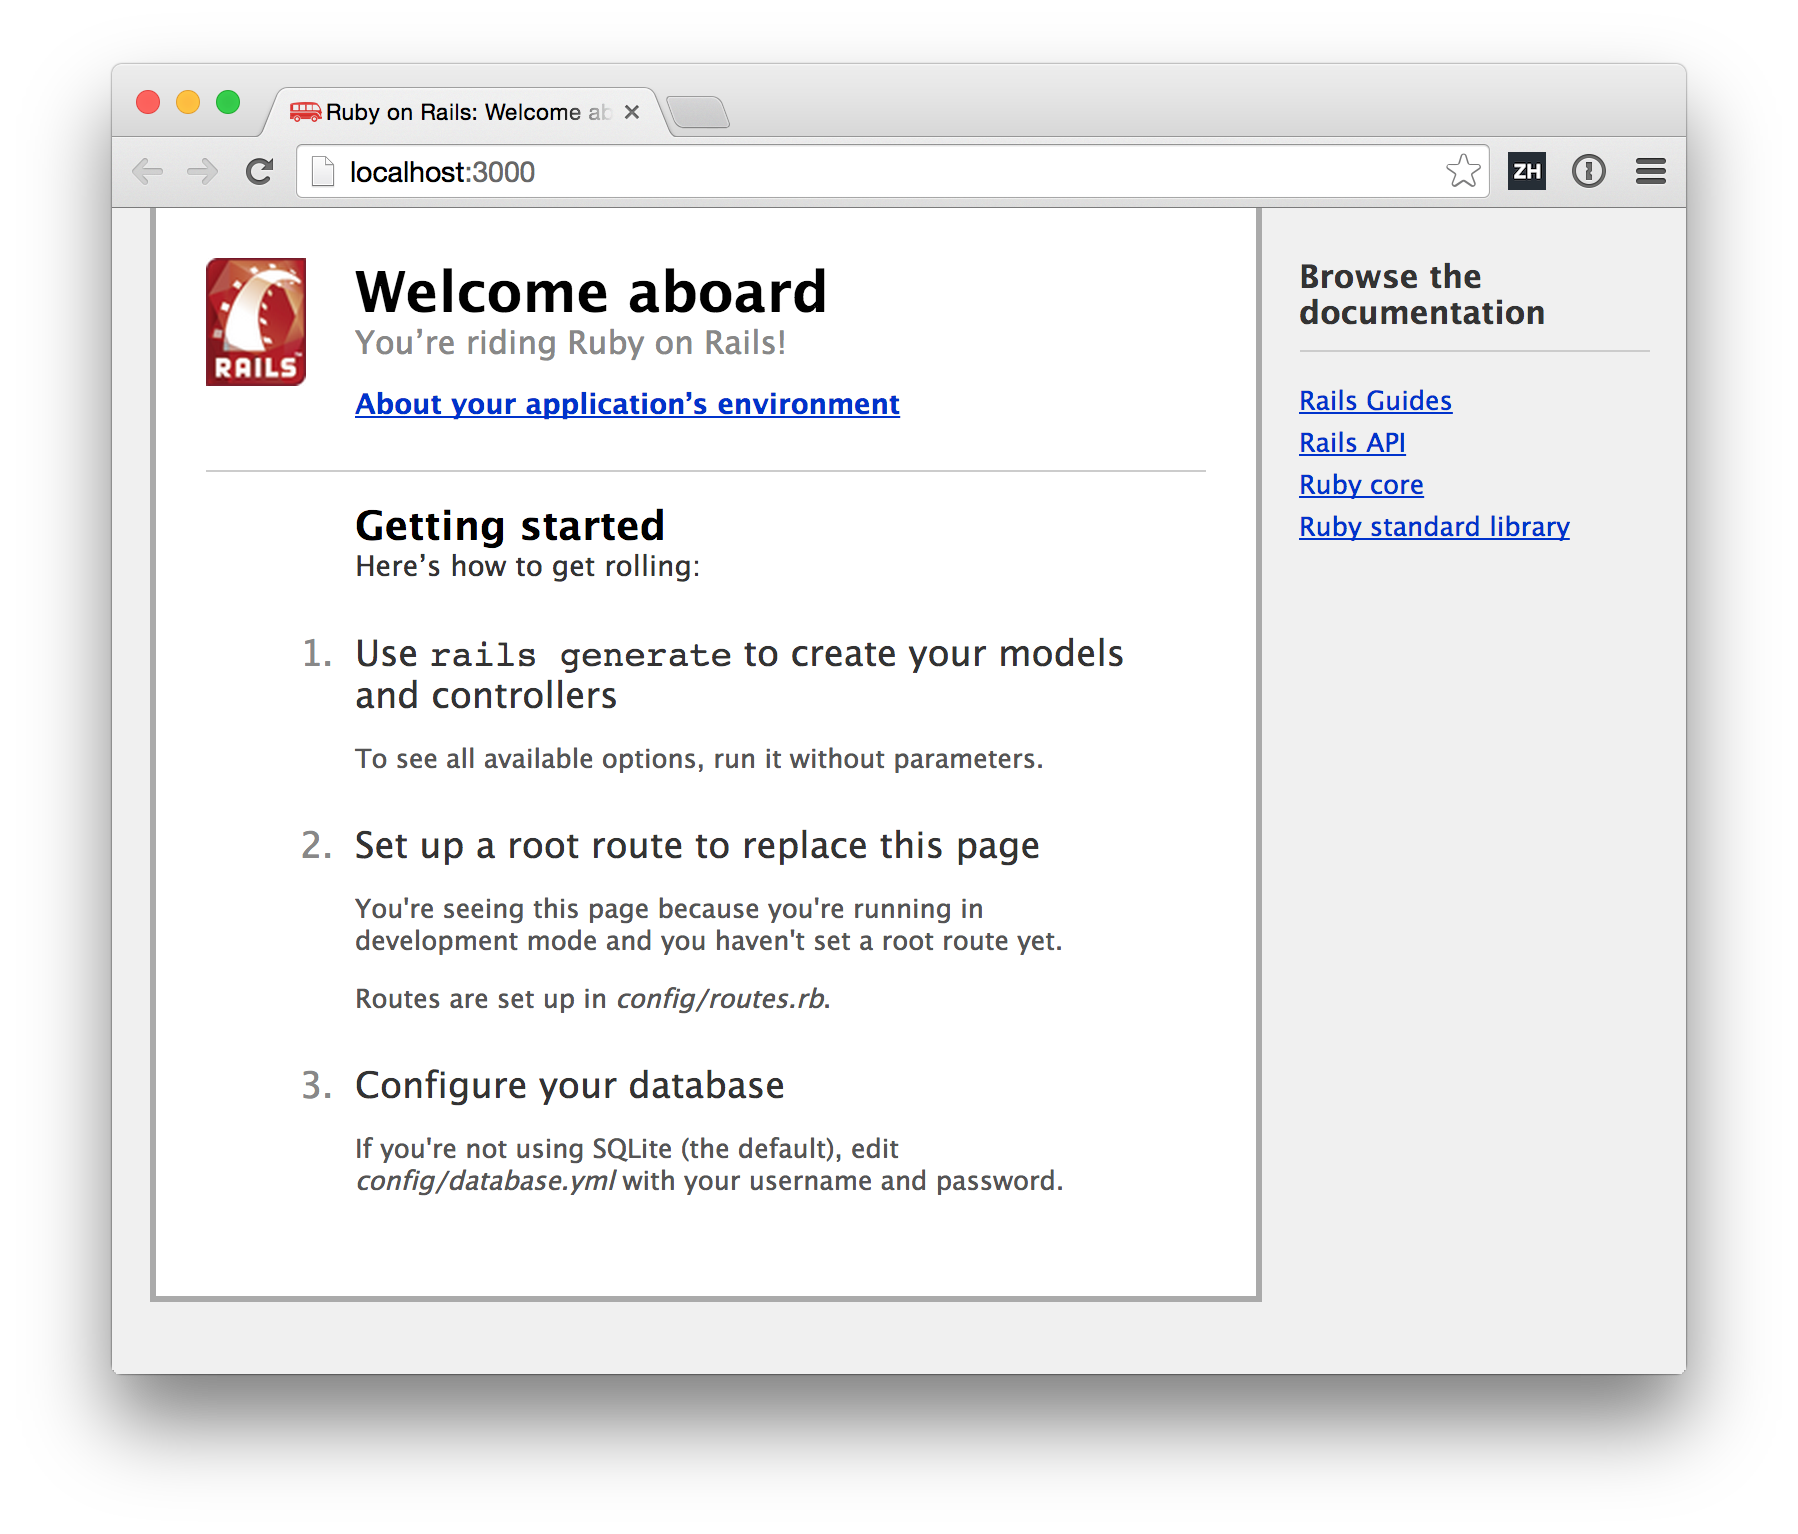 Ruby on Rails: Welcome ab
localhost:3000
ZH
RAILS™
Welcome aboard
You’re riding Ruby on Rails!
About your application’s environment
Getting started
Here’s how to get rolling:
1. Use rails generate to create your models
and controllers
To see all available options, run it without parameters.
2. Set up a root route to replace this page
You're seeing this page because you're running in
development mode and you haven't set a root route yet.
Routes are set up in config/routes.rb.
3. Configure your database
If you're not using SQLite (the default), edit
config/database.yml with your username and password.
Browse the
documentation
Rails Guides
Rails API
Ruby core
Ruby standard library